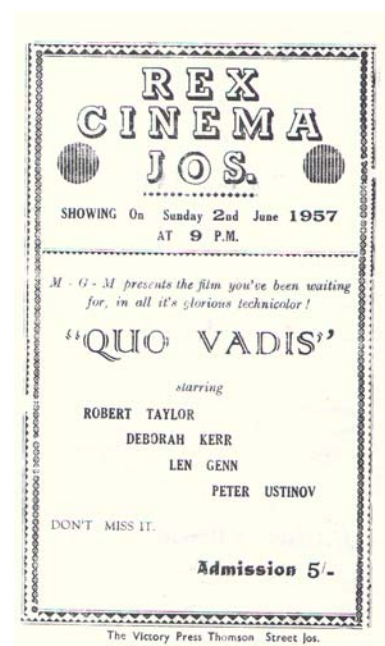 REX
CINEMA
JOS.
SHOWING On Sunday 2nd June 1957
AT 9 P.M.
M - G - M presents the film you've been waiting
for, in all it's glorious technicolor !
"QUO VADIS"
starring
ROBERT TAYLOR
DEBORAH KERR
LEN GENN
PETER USTINOV
DON'T MISS IT.
Admission 5/-
The Victory Press Thomson Street Jos.